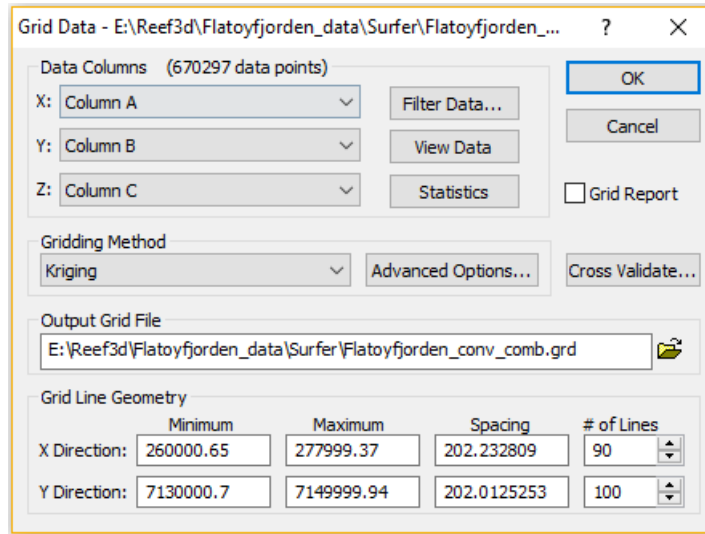 Grid Data - E:\Reef3d\Flatoyfjorden_data\Surfer\Flatoyfjorden_... ? X
Data Columns (670297 data points)
X: Column A
Filter Data...
Y: Column B
View Data
Z: Column C
Statistics
OK
Cancel
Grid Report
Gridding Method
Kriging
Advanced Options...
Cross Validate...
Output Grid File
E:\Reef3d\Flatoyfjorden_data\Surfer\Flatoyfjorden_conv_comb.grd
Grid Line Geometry
Minimum Maximum Spacing # of Lines
X Direction: 260000.65 277999.37 202.232809 90
Y Direction: 7130000.7 7149999.94 202.0125253 100